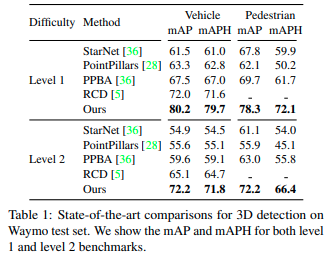 Difficulty Method Vehicle Pedestrian
mAP mAPH mAP mAPH
StarNet [36] 61.5 61.0 67.8 59.9
PointPillars [28] 63.3 62.8 62.1 50.2
Level 1 PPBA [36] 67.5 67.0 69.7 61.7
RCD [5] 72.0 71.6 - -
Ours 80.2 79.7 78.3 72.1
StarNet [36] 54.9 54.5 61.1 54.0
PointPillars [28] 55.6 55.1 55.9 45.1
Level 2 PPBA [36] 59.6 59.1 63.0 55.8
RCD [5] 65.1 64.7 - -
Ours 72.2 71.8 72.2 66.4
Table 1: State-of-the-art comparisons for 3D detection on
Waymo test set. We show the mAP and mAPH for both level
1 and level 2 benchmarks.